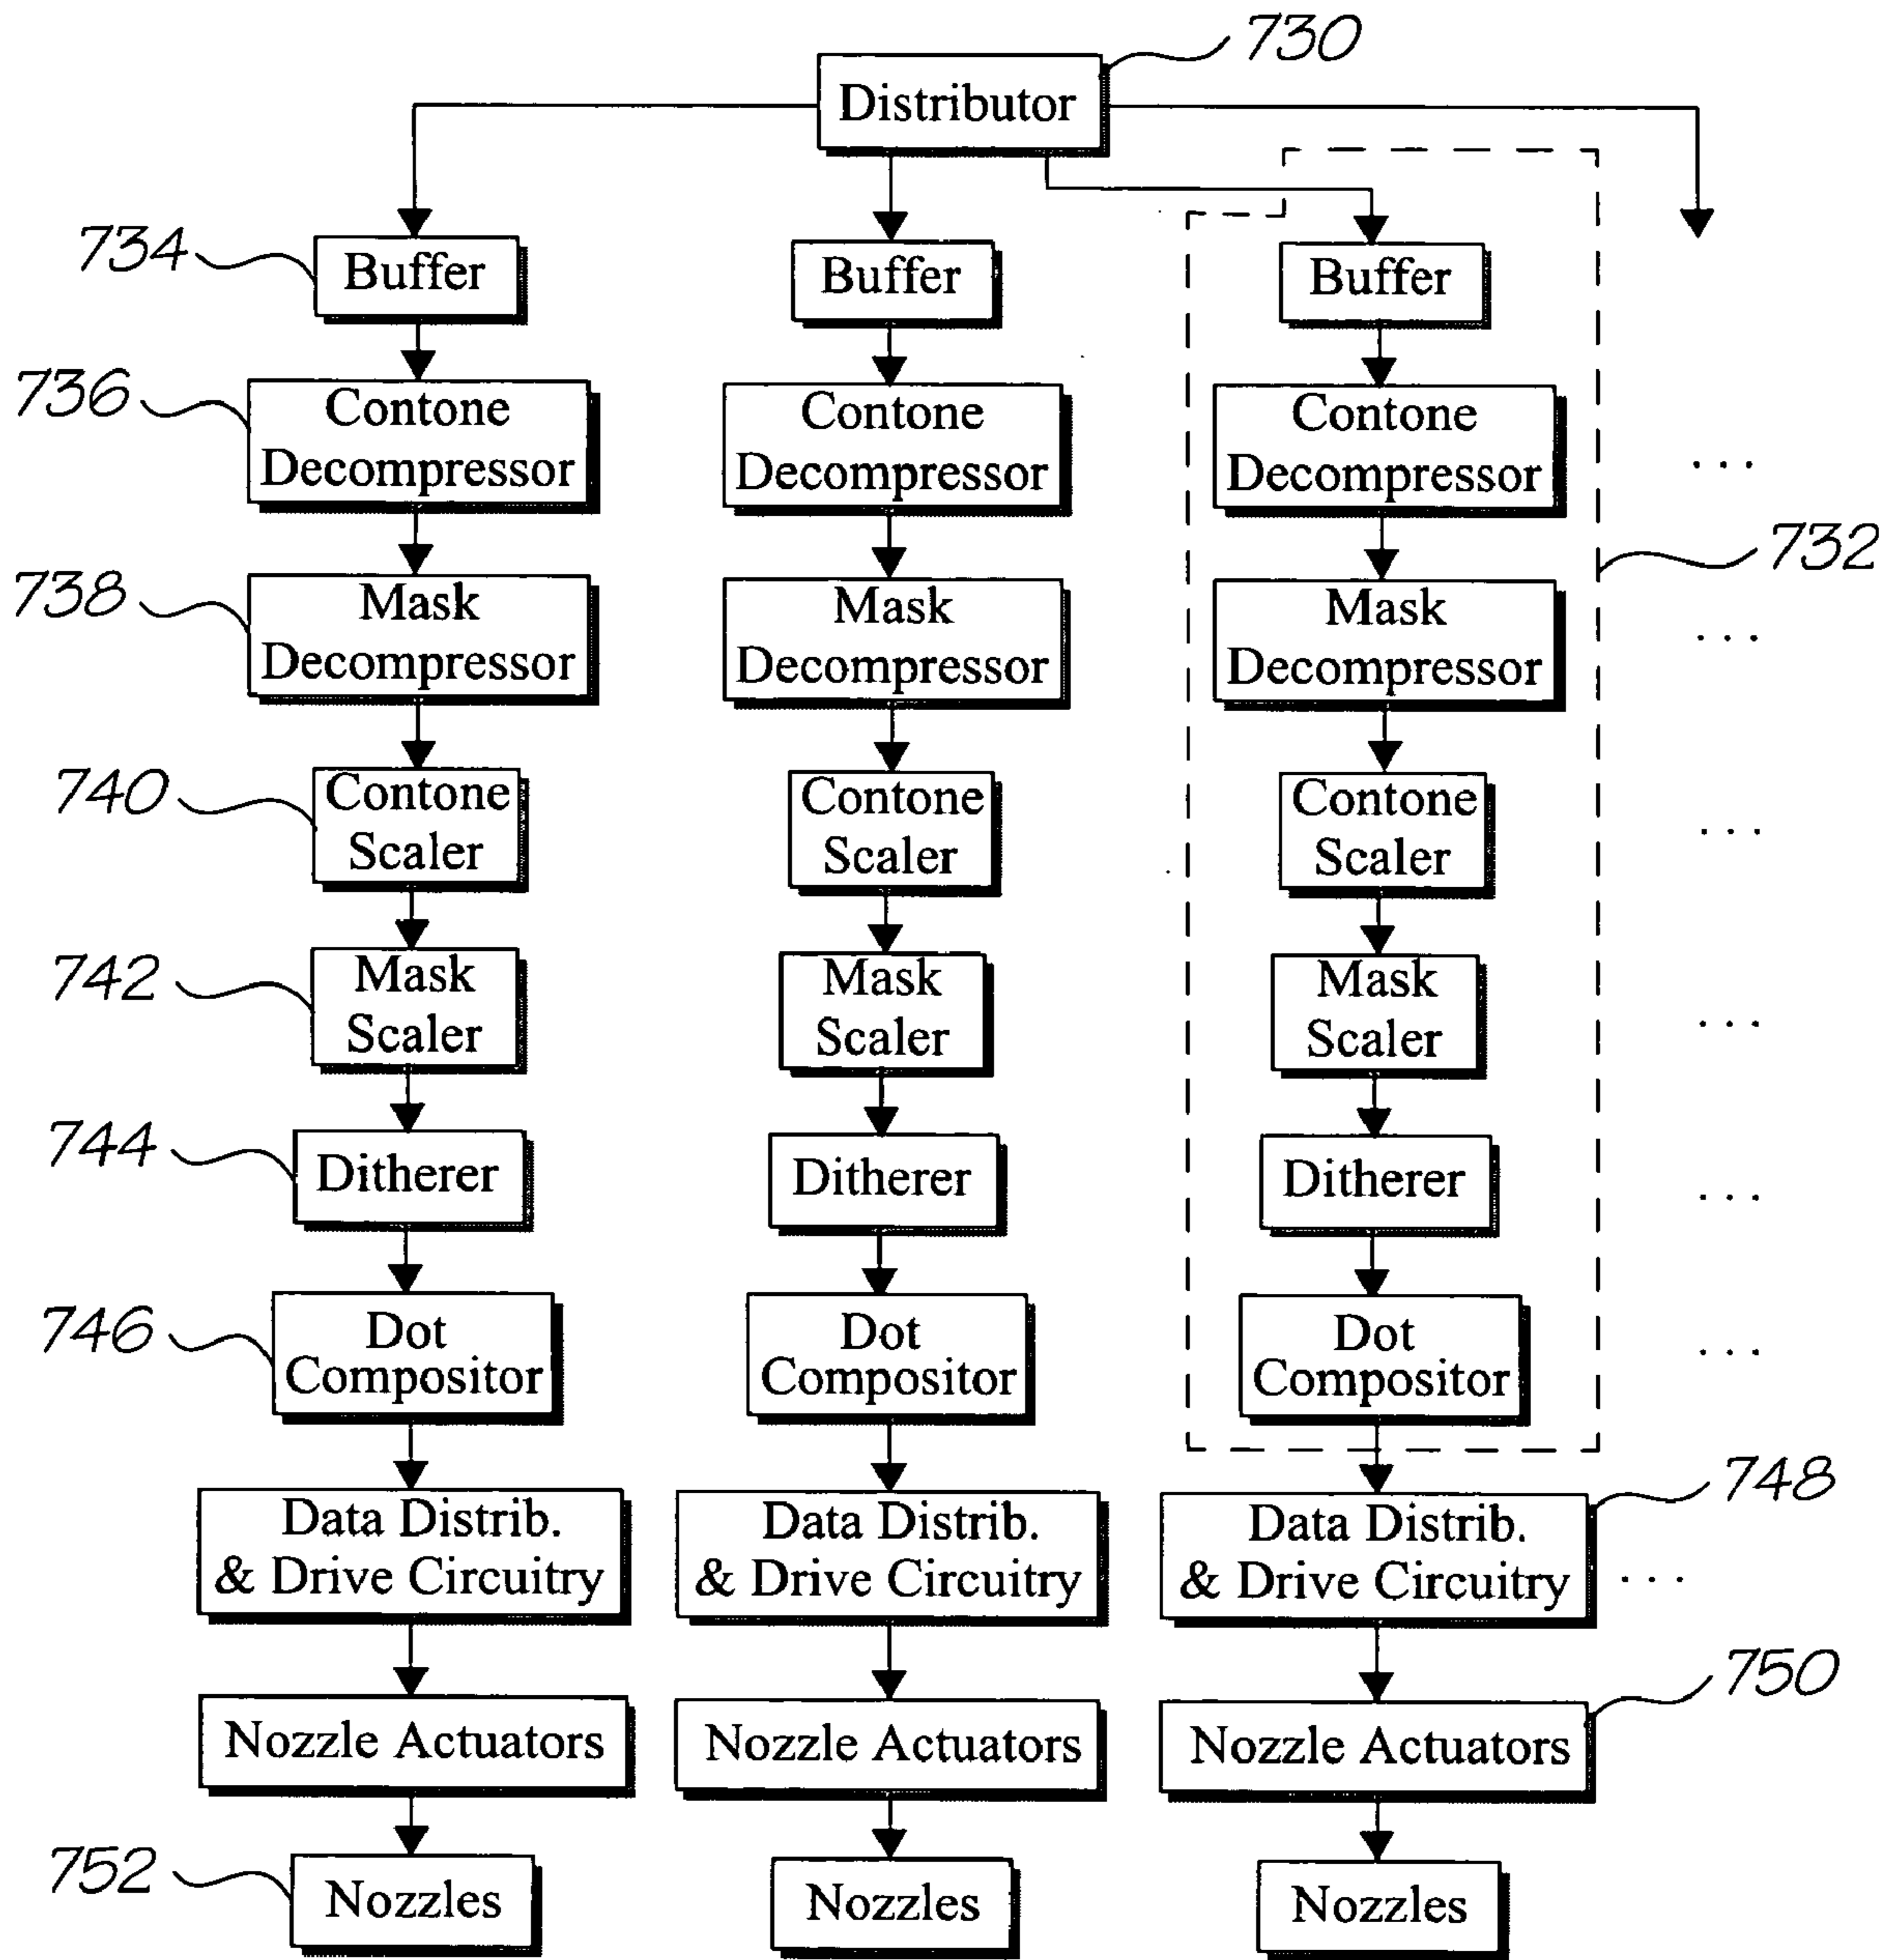 730
Distributor
734
Buffer
Buffer
Buffer
736
Contone
Decompressor
Contone
Decompressor
Contone
Decompressor
...
732
738
Mask
Decompressor
Mask
Decompressor
Mask
Decompressor
...
740
Contone
Scaler
Contone
Scaler
Contone
Scaler
...
742
Mask
Scaler
Mask
Scaler
Mask
Scaler
...
744
Ditherer
Ditherer
Ditherer
...
746
Dot
Compositor
Dot
Compositor
Dot
Compositor
...
748
Data Distrib.
& Drive Circuitry
Data Distrib.
& Drive Circuitry
Data Distrib.
& Drive Circuitry
...
750
Nozzle Actuators
Nozzle Actuators
Nozzle Actuators
752
Nozzles
Nozzles
Nozzles